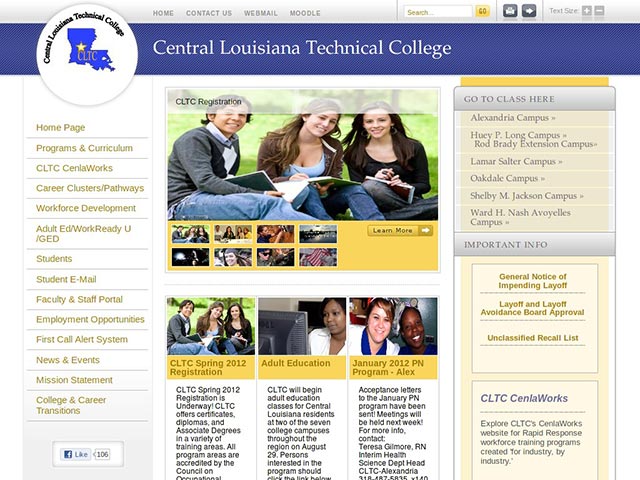 HOME
CONTACT US
WEBMAIL
MOODLE
Search ...
GO
Text Size:
Central Louisiana Technical College
CLTC
Central Louisiana Technical College
Home Page
Programs & Curriculum
CLTC CenlaWorks
Career Clusters/Pathways
Workforce Development
Adult Ed/WorkReady U
/GED
Students
Student E-Mail
Faculty & Staff Portal
Employment Opportunities
First Call Alert System
News & Events
Mission Statement
College & Career
Transitions
Like
106
CLTC Registration
Learn More
CLTC Spring 2012
Registration
CLTC Spring 2012
Registration is
Underway! CLTC
offers certificates,
diplomas, and
Associate Degrees
in a variety of
training areas. All
program areas are
accredited by the
Council on
Occupational
Adult Education
CLTC will begin
adult education
classes for Central
Louisiana residents
at two of the seven
college campuses
throughout the
region on August
29. Persons
interested in the
program should
click the link below
January 2012 PN
Program - Alex
Acceptance letters
to the January PN
program have been
sent! Meetings will
be held next week!
For more info,
contact:
Teresa Gilmore, RN
Interim Health
Science Dept Head
CLTC-Alexandria
318-487-5835, x140
GO TO CLASS HERE
Alexandria Campus »
Huey P. Long Campus »
Rod Brady Extension Campus»
Lamar Salter Campus »
Oakdale Campus »
Shelby M. Jackson Campus »
Ward H. Nash Avoyelles
Campus »
IMPORTANT INFO
General Notice of
Impending Layoff
Layoff and Layoff
Avoidance Board Approval
Unclassified Recall List
CLTC CenlaWorks
Explore CLTC's CenlaWorks
website for Rapid Response
workforce training programs
created 'for industry, by
industry.'